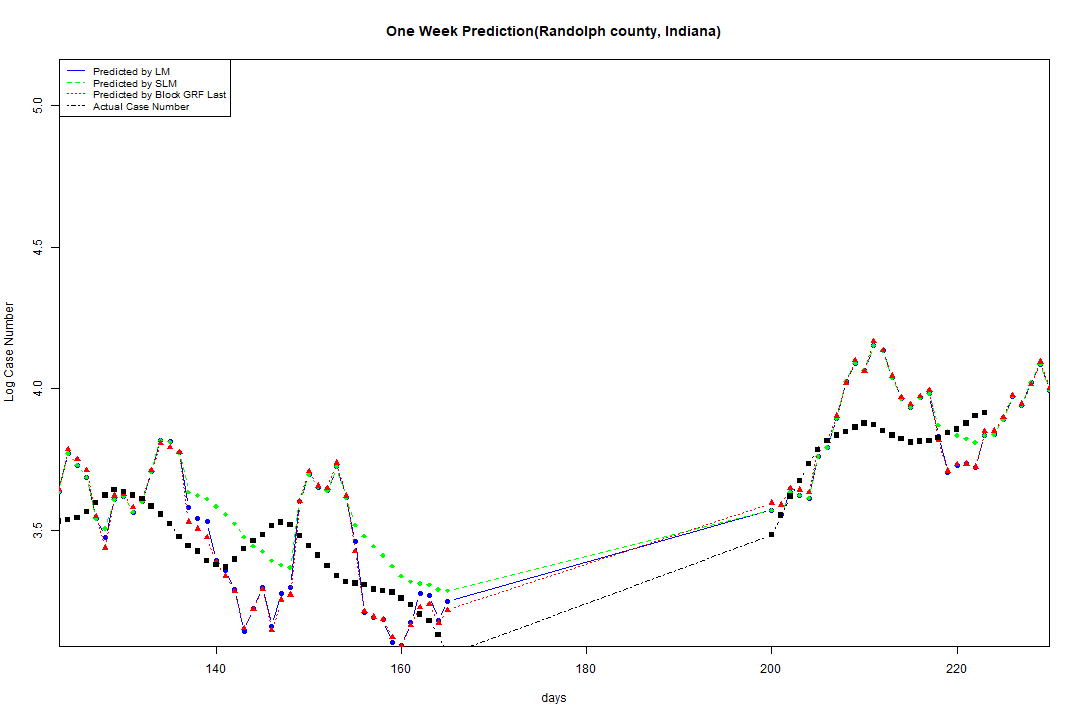 One Week Prediction(Randolph county, Indiana)
Predicted by LM
Predicted by SLM
Predicted by Block GRF Last
Actual Case Number
5.0
4.5
4.0
3.5
Log Case Number
140
160
180
200
220
days